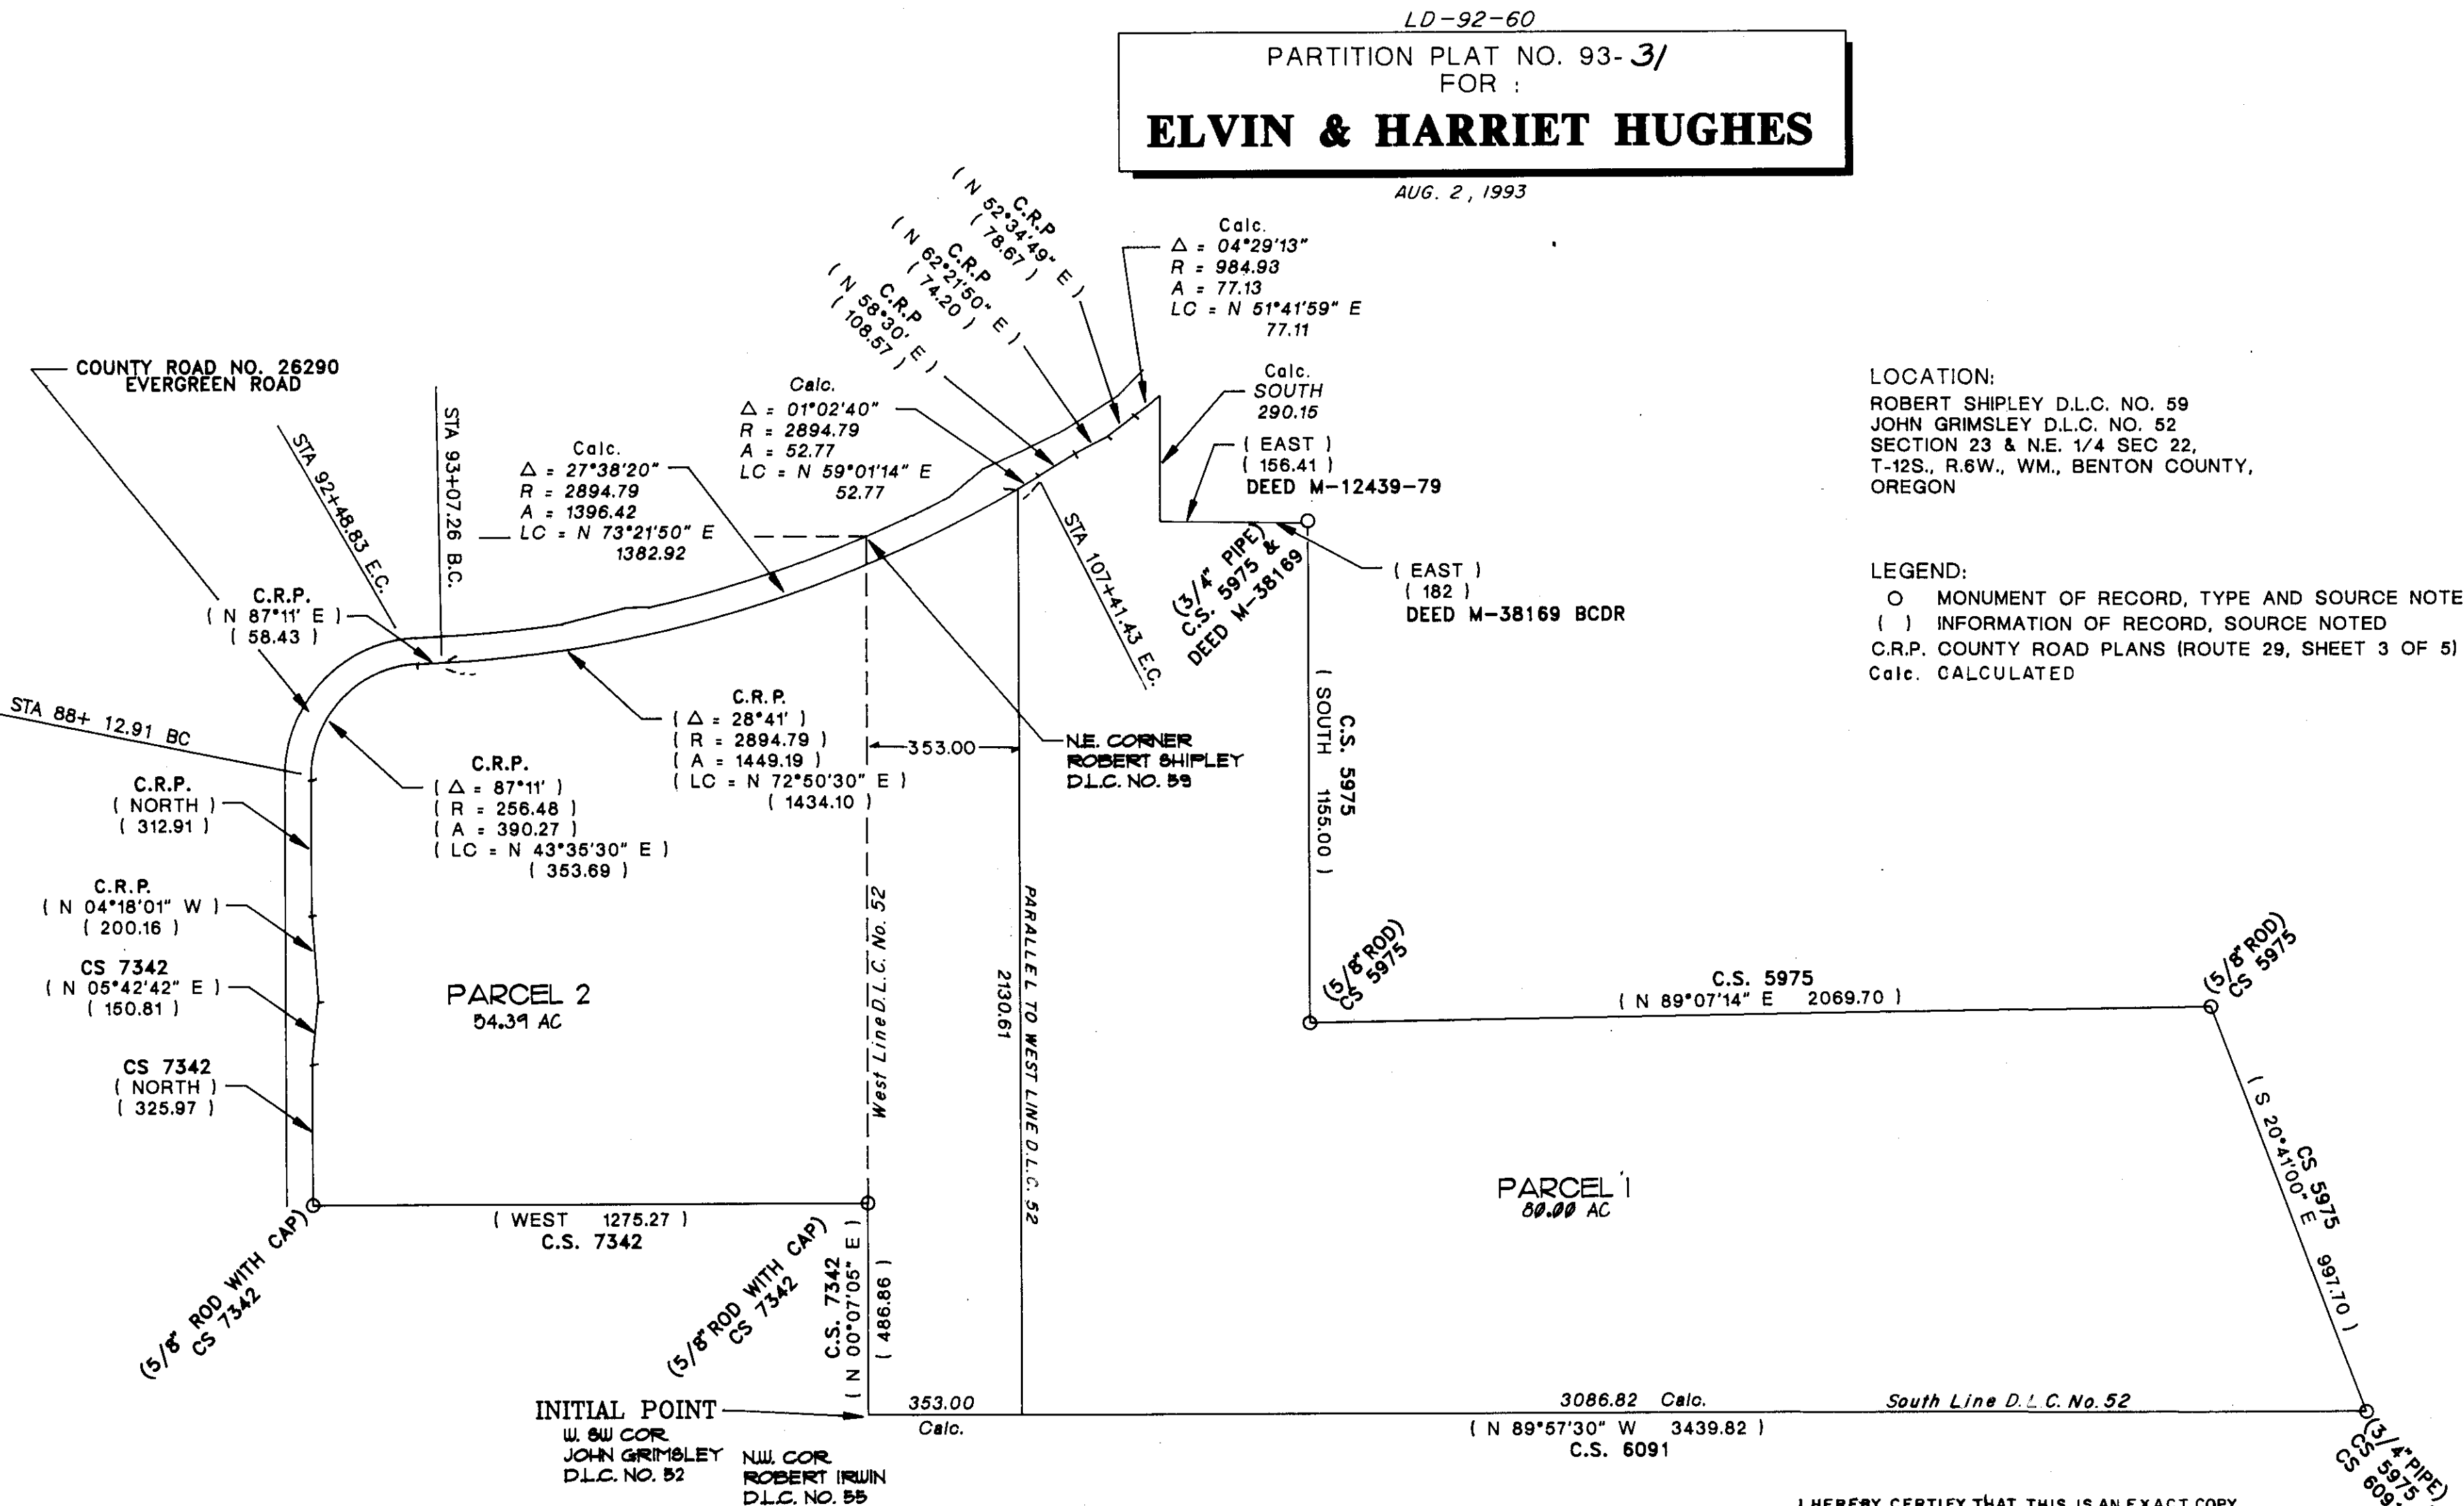 LD-92-60
PARTITION PLAT NO. 93-31
FOR :
ELVIN & HARRIET HUGHES
AUG. 2, 1993
C.R.P
( N 52°34'49" E )
( 78.67 )
C.R.P
( N 62°21'50" E )
( 74.20 )
C.R.P
( N 58°30' E )
( 108.57 )
Calc.
Δ = 04°29'13"
R = 984.93
A = 77.13
LC = N 51°41'59" E
77.11
Calc.
SOUTH
290.15
( EAST )
( 156.41 )
DEED M-12439-79
( EAST )
( 182 )
DEED M-38169 BCDR
(3/4" PIPE)
C.S. 5975 &
DEED M-38169
LOCATION:
ROBERT SHIPLEY D.L.C. NO. 59
JOHN GRIMSLEY D.L.C. NO. 52
SECTION 23 & N.E. 1/4 SEC 22,
T-12S., R.6W., WM., BENTON COUNTY,
OREGON
LEGEND:
O MONUMENT OF RECORD, TYPE AND SOURCE NOTE
( ) INFORMATION OF RECORD, SOURCE NOTED
C.R.P. COUNTY ROAD PLANS (ROUTE 29, SHEET 3 OF 5)
Calc. CALCULATED
COUNTY ROAD NO. 26290
EVERGREEN ROAD
STA 92+48.83 E.C.
STA 93+07.26 B.C.
Calc.
Δ = 27°38'20"
R = 2894.79
A = 1396.42
LC = N 73°21'50" E
1382.92
Calc.
Δ = 01°02'40"
R = 2894.79
A = 52.77
LC = N 59°01'14" E
52.77
STA 107+41.43 E.C.
C.R.P.
( N 87°11' E )
( 58.43 )
STA 88+ 12.91 BC
C.R.P.
( Δ = 28°41' )
( R = 2894.79 )
( A = 1449.19 )
( LC = N 72°50'30" E )
( 1434.10 )
353.00
N.E. CORNER
ROBERT SHIPLEY
D.L.C. NO. 59
C.R.P.
( Δ = 87°11' )
( R = 256.48 )
( A = 390.27 )
( LC = N 43°35'30" E )
( 353.69 )
C.R.P.
( NORTH )
( 312.91 )
C.R.P.
( N 04°18'01" W )
( 200.16 )
CS 7342
( N 05°42'42" E )
( 150.81 )
CS 7342
( NORTH )
( 325.97 )
PARCEL 2
54.39 AC
West Line D.L.C. No. 52
2130.61
PARALLEL TO WEST LINE D.L.C. 52
C.S. 5975
( SOUTH 1155.00 )
(5/8" ROD)
CS 5975
C.S. 5975
( N 89°07'14" E 2069.70 )
(5/8" ROD)
CS 5975
CS 5975
( S 20°41'00" E 997.70 )
PARCEL 1
80.00 AC
( WEST 1275.27 )
C.S. 7342
(5/8" ROD WITH CAP)
CS 7342
(5/8" ROD WITH CAP)
CS 7342
C.S. 7342
( N 00°07'05" E )
( 486.86 )
INITIAL POINT
W. SW COR
JOHN GRIMSLEY
D.L.C. NO. 52
N.W. COR
ROBERT IRWIN
D.L.C. NO. 55
353.00
Calc.
3086.82 Calc.
South Line D.L.C. No. 52
( N 89°57'30" W 3439.82 )
C.S. 6091
(3/4" PIPE)
CS 5975
CS 609
I HEREBY CERTIFY THAT THIS IS AN EXACT COPY